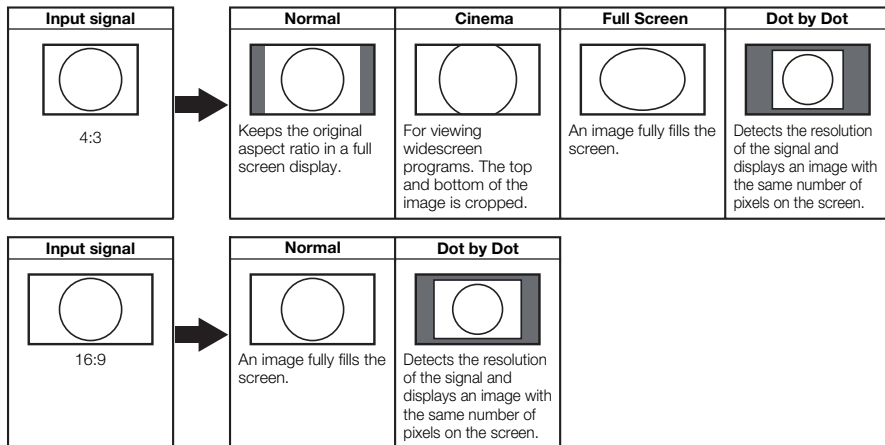 Input signal
Normal
Cinema
Full Screen
Dot by Dot
4:3
Keeps the original
aspect ratio in a full
screen display.
For viewing
widescreen
programs. The top
and bottom of the
image is cropped.
An image fully fills the
screen.
Detects the resolution
of the signal and
displays an image with
the same number of
pixels on the screen.
Input signal
Normal
Dot by Dot
16:9
An image fully fills the
screen.
Detects the resolution
of the signal and
displays an image with
the same number of
pixels on the screen.